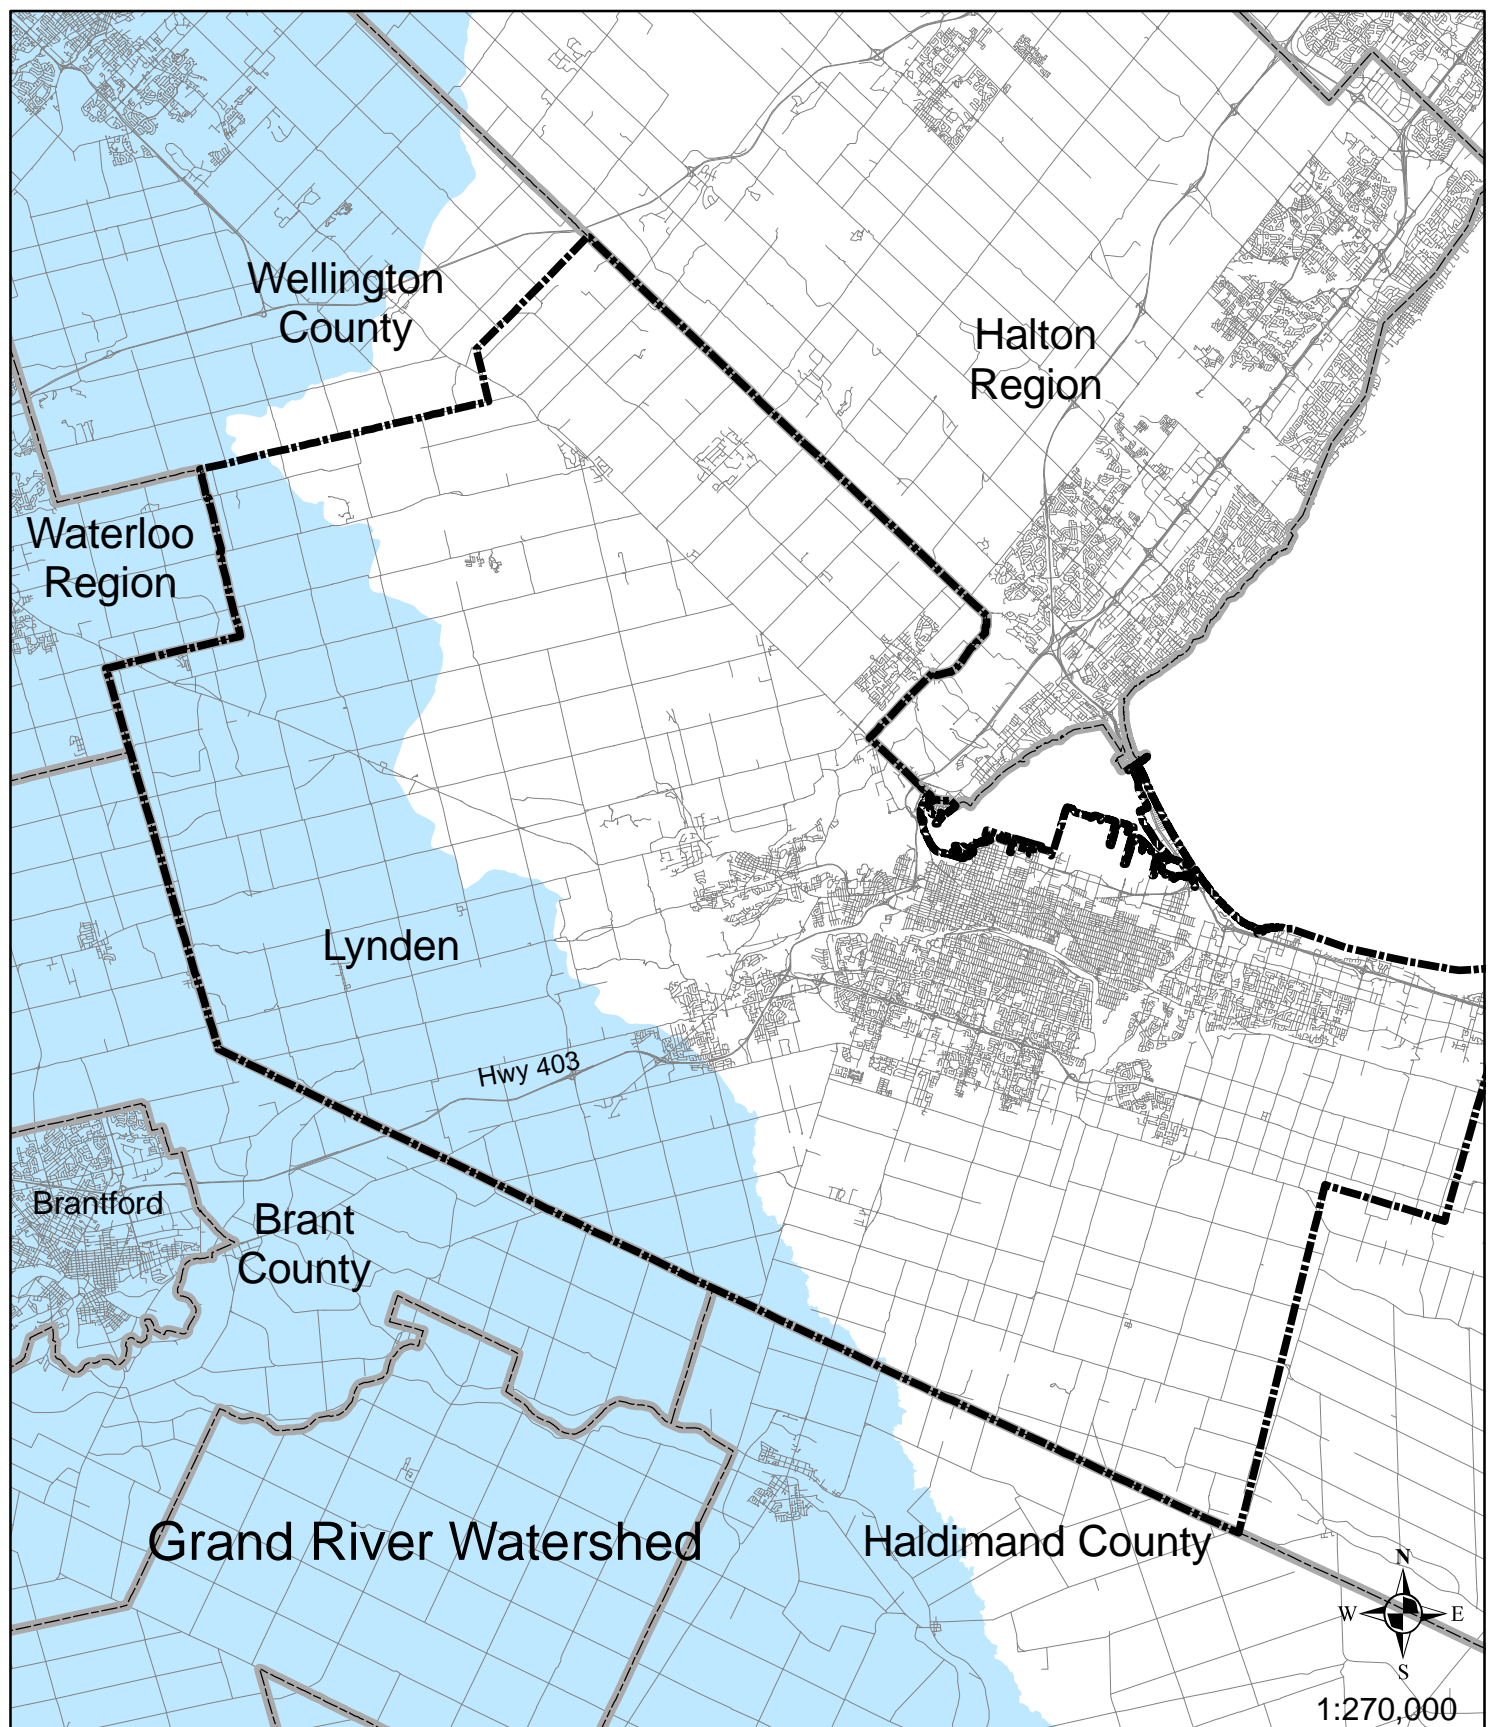 Wellington
County
Halton
Region
Waterloo
Region
Lynden
Hwy 403
Brantford
Brant
County
Grand River Watershed
Haldimand County
N
W
E
S
1:270,000